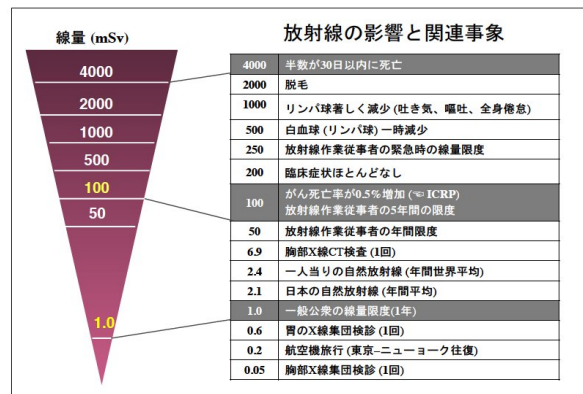 放射線の影響と関連事象
線量 (mSv)
4000
2000
1000
500
100
50
1.0
4000 半数が30日以内に死亡
2000 脱毛
1000 リンパ球著しく減少 (吐き気、嘔吐、全身倦怠)
500 白血球 (リンパ球) 一時減少
250 放射線作業従事者の緊急時の線量限度
200 臨床症状ほとんどなし
100 がん死亡率が0.5%増加 (☜ ICRP)
放射線作業従事者の5年間の限度
50 放射線作業従事者の年間限度
6.9 胸部X線CT検査 (1回)
2.4 一人当りの自然放射線 (年間世界平均)
2.1 日本の自然放射線 (年間平均)
1.0 一般公衆の線量限度(1年)
0.6 胃のX線集団検診 (1回)
0.2 航空機旅行 (東京–ニューヨーク往復)
0.05 胸部X線集団検診 (1回)